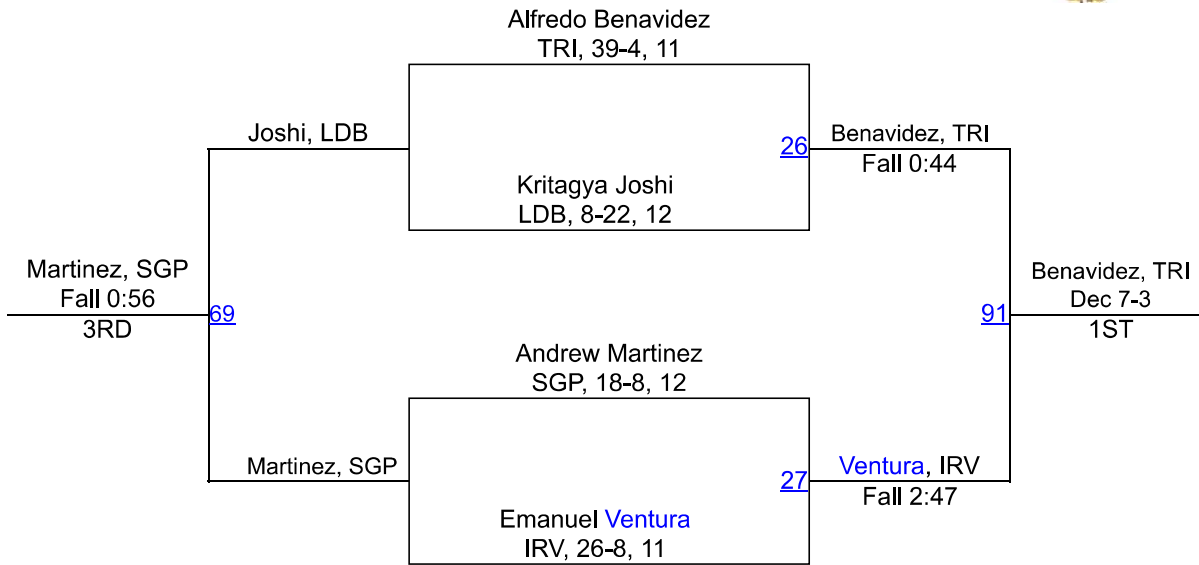 Alfredo Benavidez
TRI, 39-4, 11
Joshi, LDB
26
Benavidez, TRI
Fall 0:44
Kritagya Joshi
LDB, 8-22, 12
Martinez, SGP
Fall 0:56
3RD
69
91
Benavidez, TRI
Dec 7-3
1ST
Andrew Martinez
SGP, 18-8, 12
Martinez, SGP
27
Ventura, IRV
Fall 2:47
Emanuel Ventura
IRV, 26-8, 11